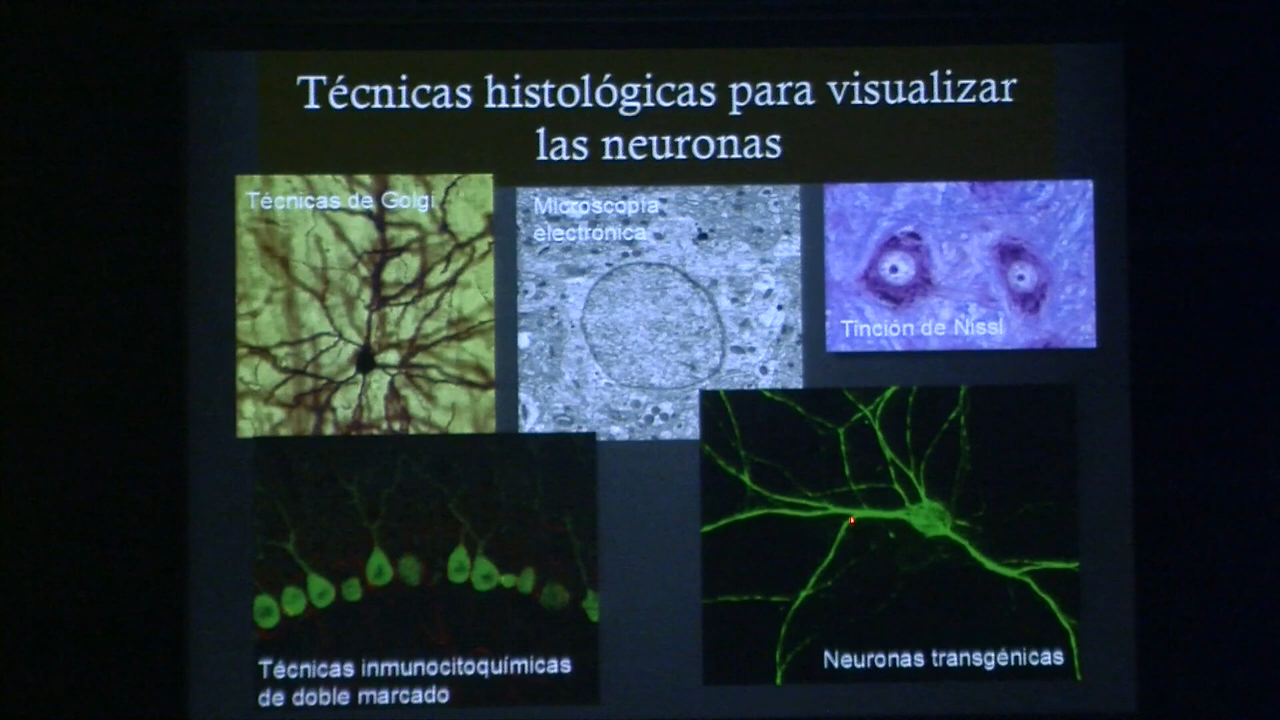 Técnicas histológicas para visualizar
las neuronas
Técnicas de Golgi
Microscopía
electrónica
Tinción de Nissl
Técnicas inmunocitoquímicas
de doble marcado
Neuronas transgénicas